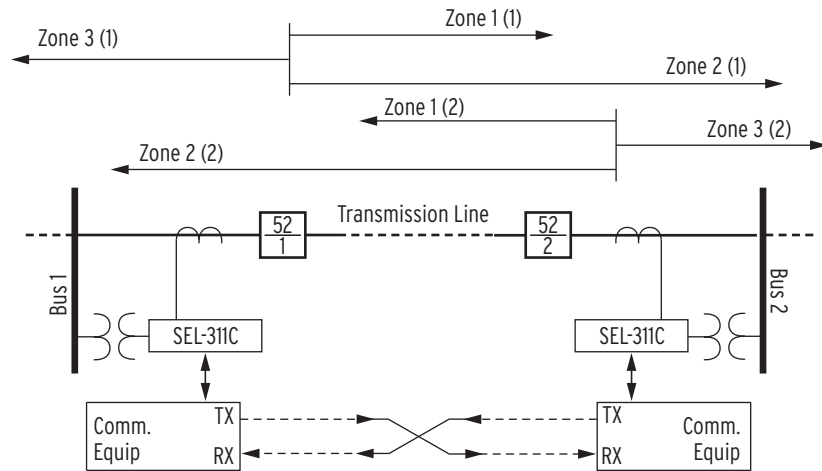 Zone 3 (1)
Zone 1 (1)
Zone 2 (1)
Zone 1 (2)
Zone 3 (2)
Zone 2 (2)
52
1
Transmission Line
52
2
Bus 1
Bus 2
SEL-311C
SEL-311C
Comm.
Equip
TX
RX
TX
RX
Comm.
Equip